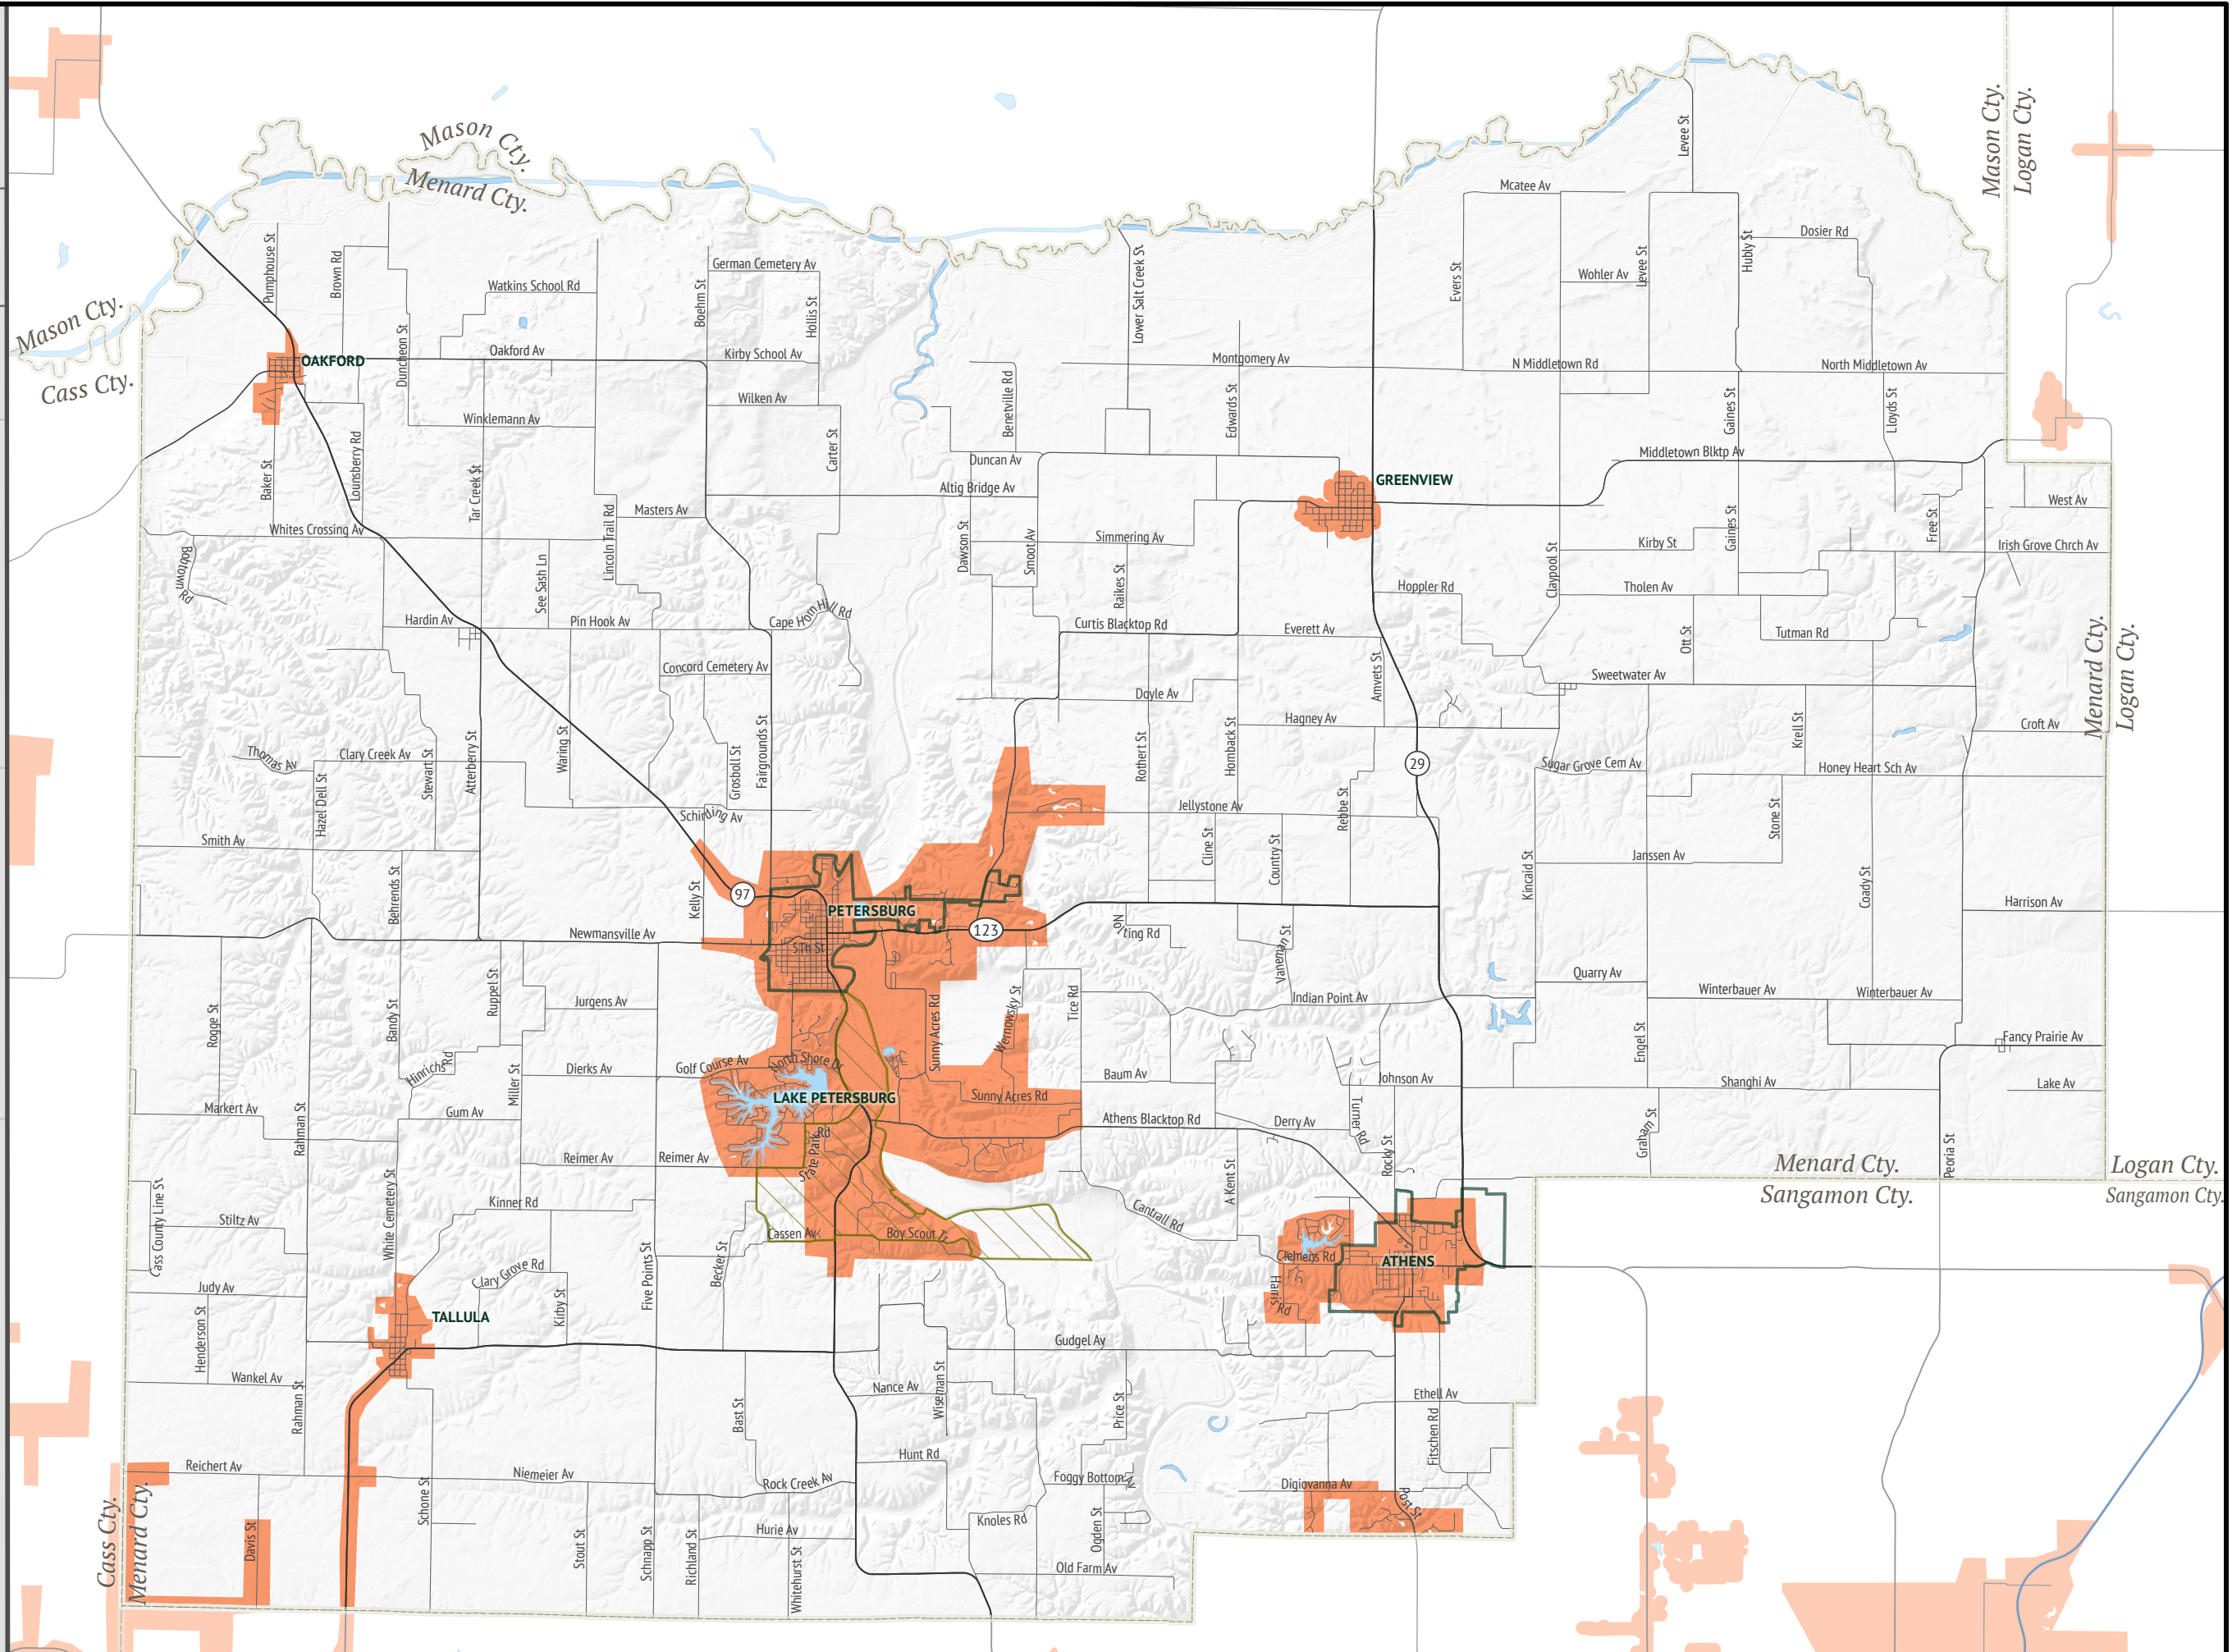 Mason Cty.
Logan Cty.
Mason Cty.
Menard Cty.
Levee St
Mcatee Av
Pumphouse St
Brown Rd
German Cemetery Av
Watkins School Rd
Boehm St
Hollis St
Lower Salt Creek St
Evers St
Wohler Av
Levee St
Hubly St
Dosier Rd
Mason Cty.
Cass Cty.
OAKFORD
Duncheon St
Oakford Av
Kirby School Av
Montgomery Av
N Middletown Rd
North Middletown Av
Wilken Av
Winklemann Av
Benetville Rd
Edwards St
Gaines St
Lloyds St
Baker St
Lounsberry Rd
Tar Creek St
Carter St
Duncan Av
Middletown Blktp Av
Altig Bridge Av
GREENVIEW
West Av
Whites Crossing Av
Masters Av
Lincoln Trail Rd
Dawson St
Smoot Av
Simmering Av
Kirby St
Gaines St
Free St
Irish Grove Chrch Av
Bobtown Rd
See Sash Ln
Raikes St
Hoppler Rd
Claypool St
Tholen Av
Hardin Av
Pin Hook Av
Cape Horn Hill Rd
Curtis Blacktop Rd
Everett Av
Ott St
Tutman Rd
Menard Cty.
Logan Cty.
Concord Cemetery Av
Amvets St
Sweetwater Av
Doyle Av
Hagney Av
Krell St
Croft Av
Thomas Av
Clary Creek Av
Stewart St
Atterberry St
Waring St
Grosboll St
Fairgrounds St
Rothert St
Homback St
29
Sugar Grove Cem Av
Honey Heart Sch Av
Hazel Dell St
Schirding Av
Jellystone Av
Rebbe St
Stone St
Smith Av
Cline St
Country St
Janssen Av
Kincaid St
Coady St
Behrends St
Kelly St
97
PETERSBURG
123
Harrison Av
Newmansville Av
5Th St
Notting Rd
Vaneman St
Quarry Av
Rogge St
Bandy St
Ruppel St
Jurgens Av
Sunny Acres Rd
Wernowsky St
Tice Rd
Indian Point Av
Winterbauer Av
Winterbauer Av
Engel St
Fancy Prairie Av
Hinrichs Rd
Miller St
Dierks Av
Golf Course Av
North Shore Dr
Baum Av
Johnson Av
Shanghi Av
Lake Av
LAKE PETERSBURG
Sunny Acres Rd
Markert Av
Rahman St
Gum Av
Athens Blacktop Rd
Derry Av
Turner Rd
Graham St
Reimer Av
Reimer Av
State Park Rd
Rocky St
Peoria St
Menard Cty.
Sangamon Cty.
Logan Cty.
Sangamon Cty.
Cass County Line St
White Cemetery St
Kinner Rd
A Kent St
Stiltz Av
Cassen Av
Boy Scout Tr
Cantrall Rd
Clemens Rd
ATHENS
Clary Grove Rd
Five Points St
Becker St
Judy Av
Henderson St
Kirby St
Harris Rd
TALLULA
Gudgel Av
Wankel Av
Rahman St
Nance Av
Wiseman St
Price St
Ethell Av
Bast St
Fitschen Rd
Reichert Av
Niemeier Av
Rock Creek Av
Hunt Rd
Foggy Bottom Av
Digiovanna Av
Post St
Cass Cty.
Menard Cty.
Davis St
Schone St
Stout St
Schnapp St
Richland St
Hurie Av
Whitehurst St
Knoles Rd
Ogden St
Old Farm Av